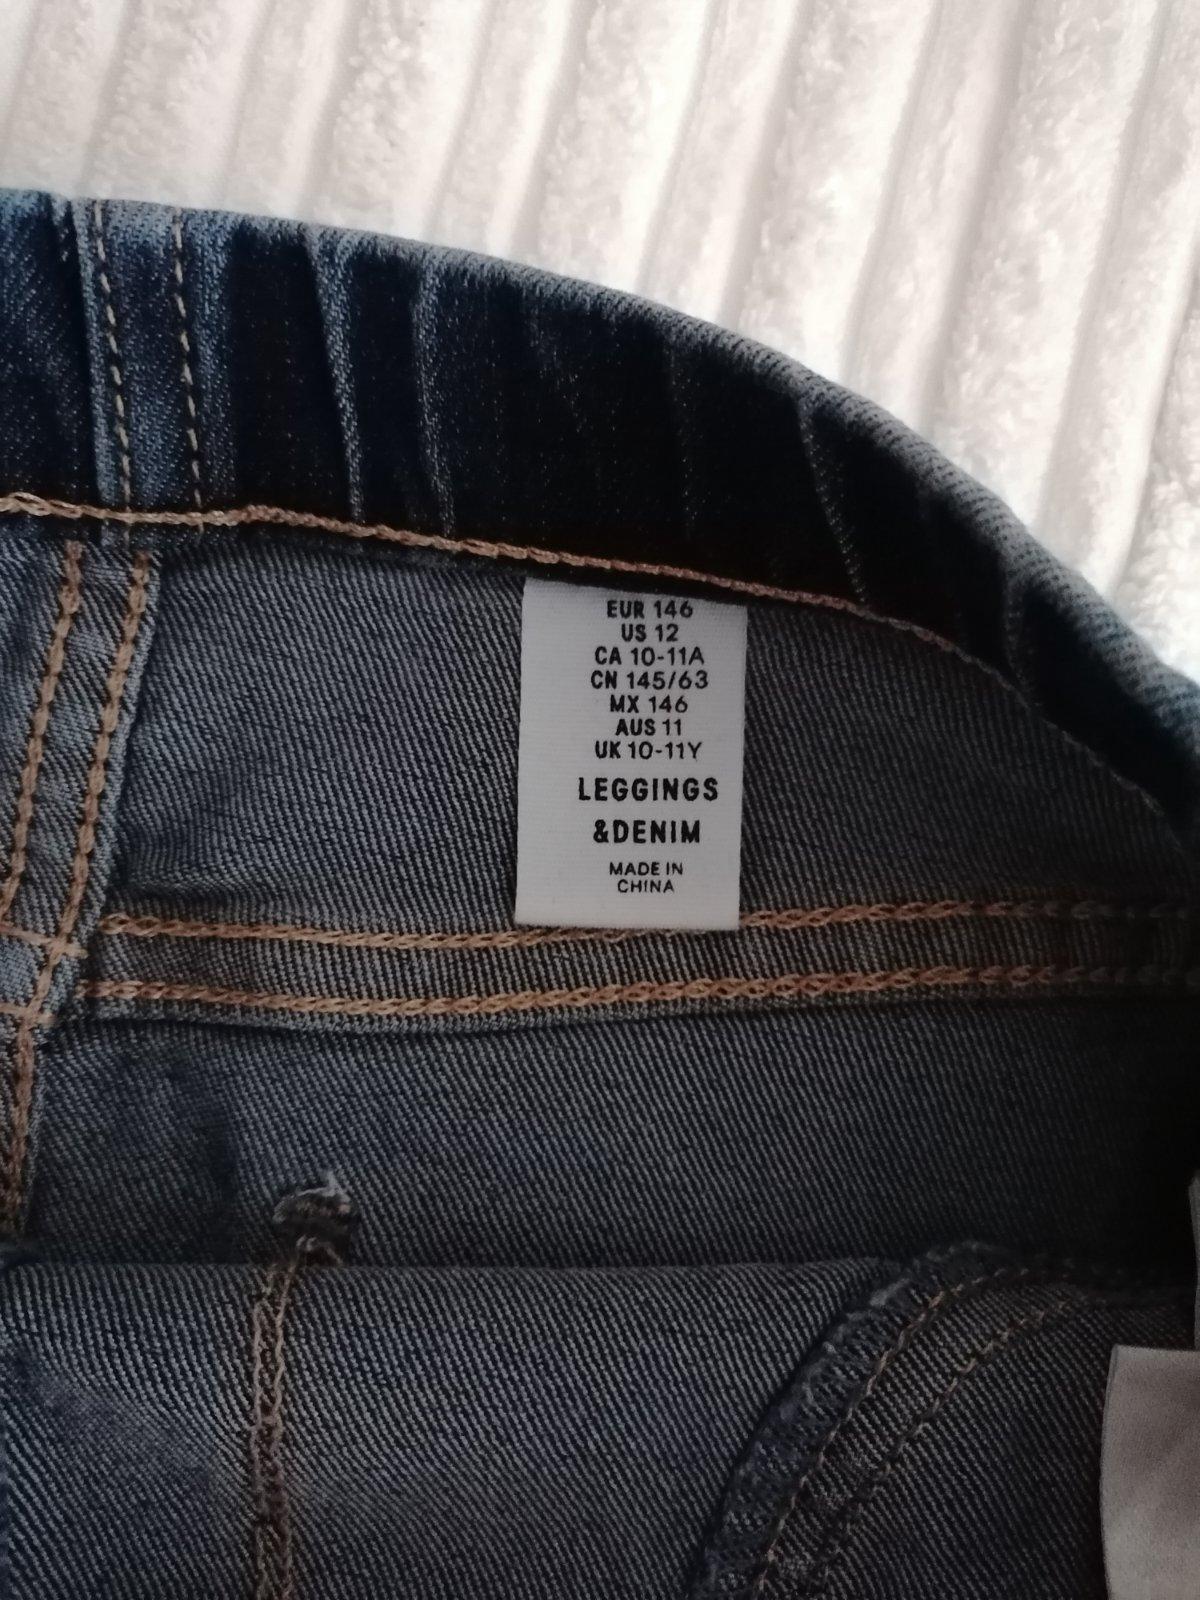 EUR 146
US 12
CA 10-11A
CN 145/63
MX 146
AUS 11
UK 10-11Y
LEGGINGS
&DENIM
MADE IN
CHINA